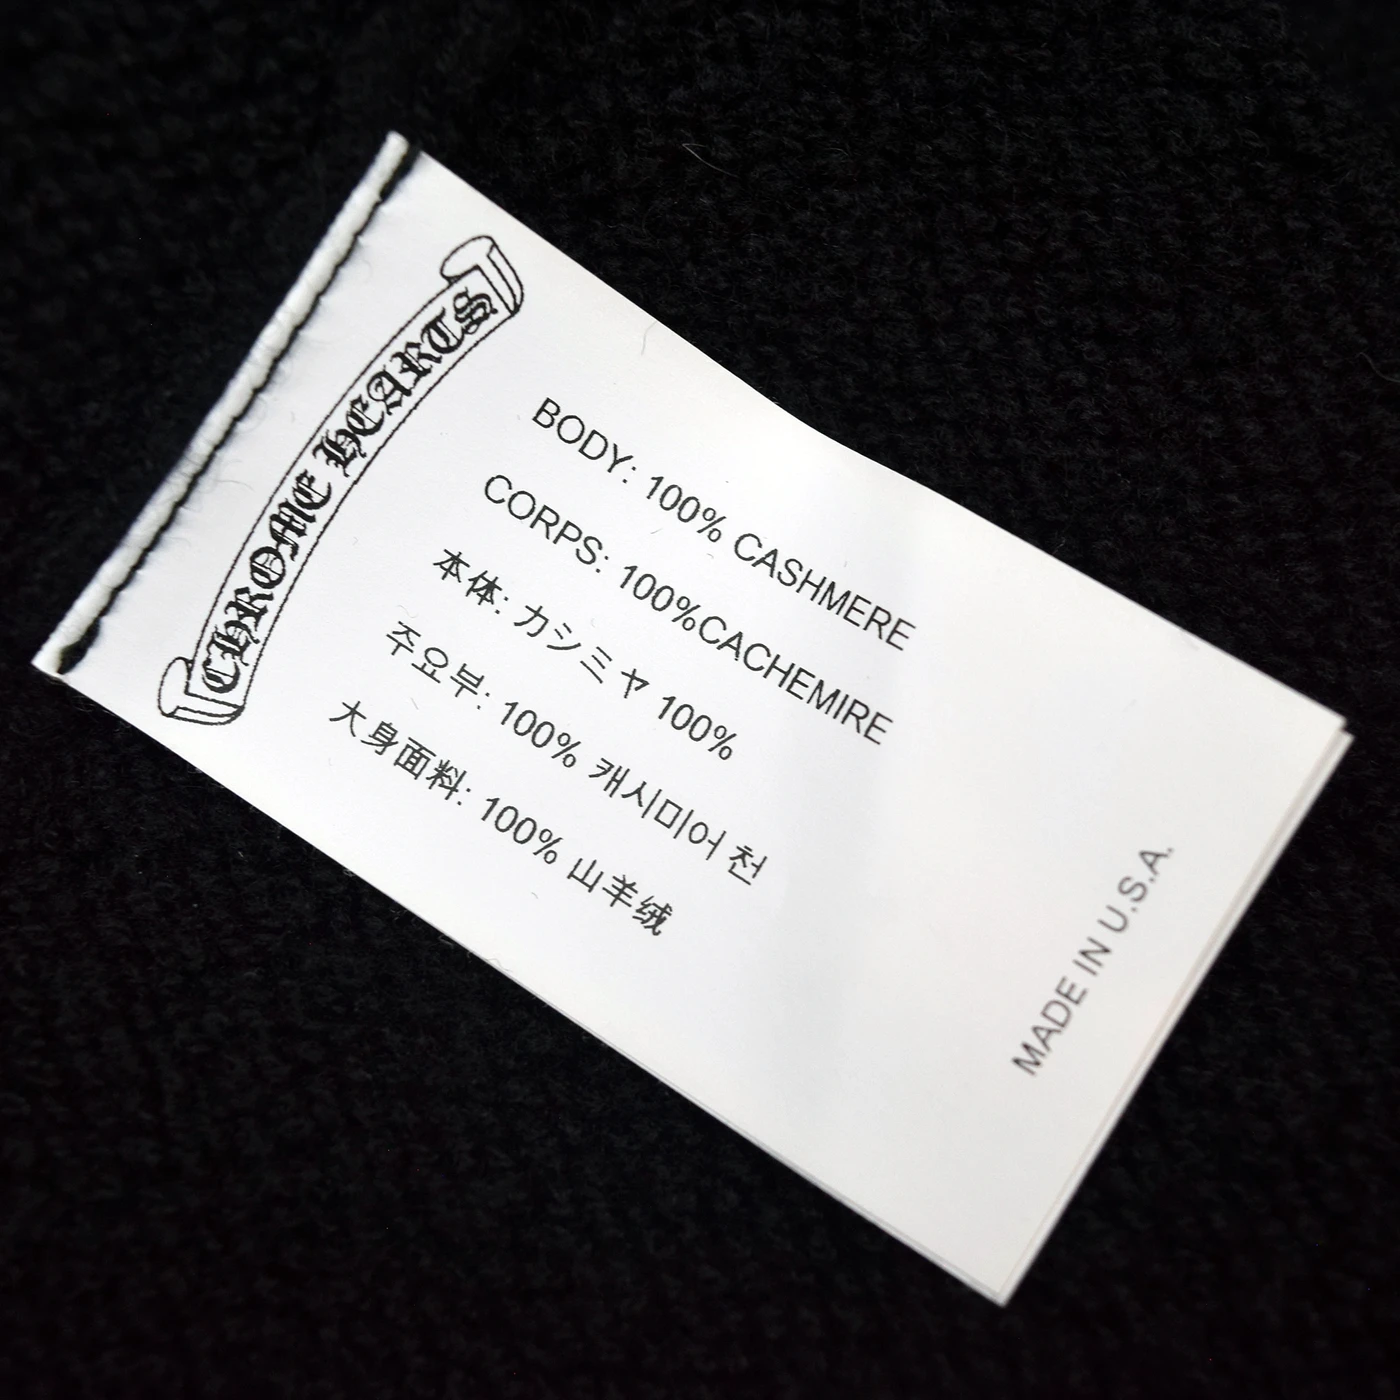 CHROME HEARTS
BODY: 100% CASHMERE
CORPS: 100%CACHEMIRE
本体: カシミヤ 100%
주요부: 100% 캐시미어 천
大身面料: 100% 山羊绒
MADE IN U.S.A.